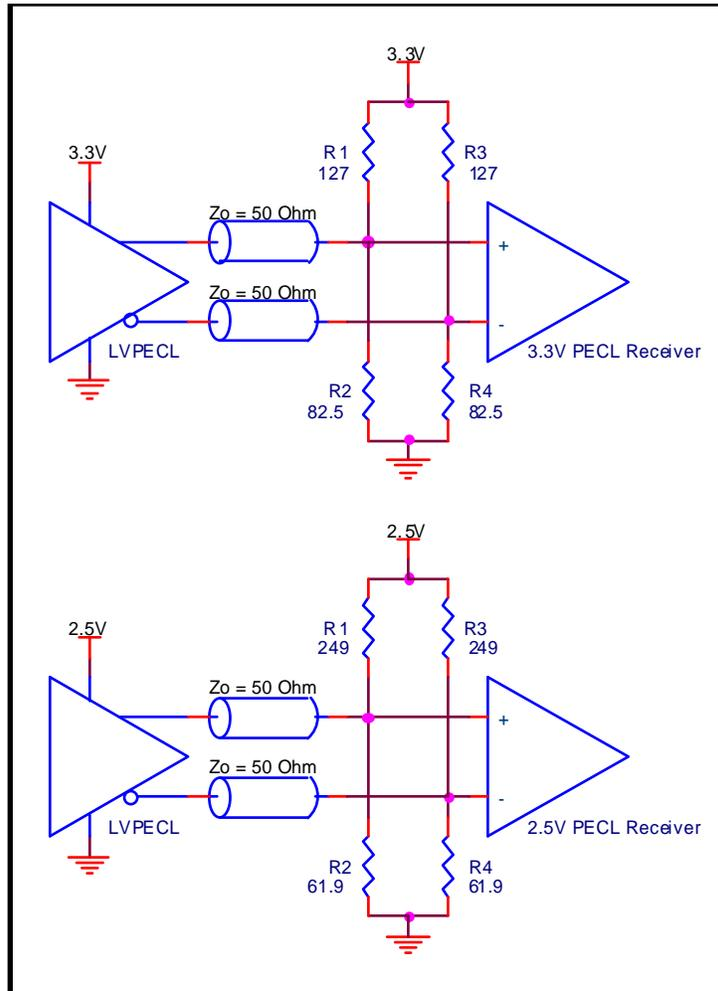 3.3V
R1
127
R3
127
3.3V
Zo = 50 Ohm
+
Zo = 50 Ohm
-
LVPECL
3.3V PECL Receiver
R2
82.5
R4
82.5
2.5V
R1
249
R3
249
2.5V
Zo = 50 Ohm
+
Zo = 50 Ohm
-
LVPECL
2.5V PECL Receiver
R2
61.9
R4
61.9